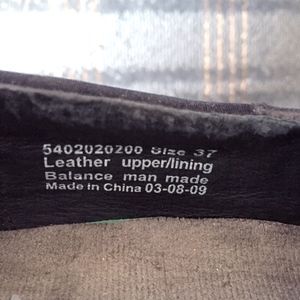 5402020200 Size 37
Leather upper/lining
Balance man made
Made in China 03-08-09